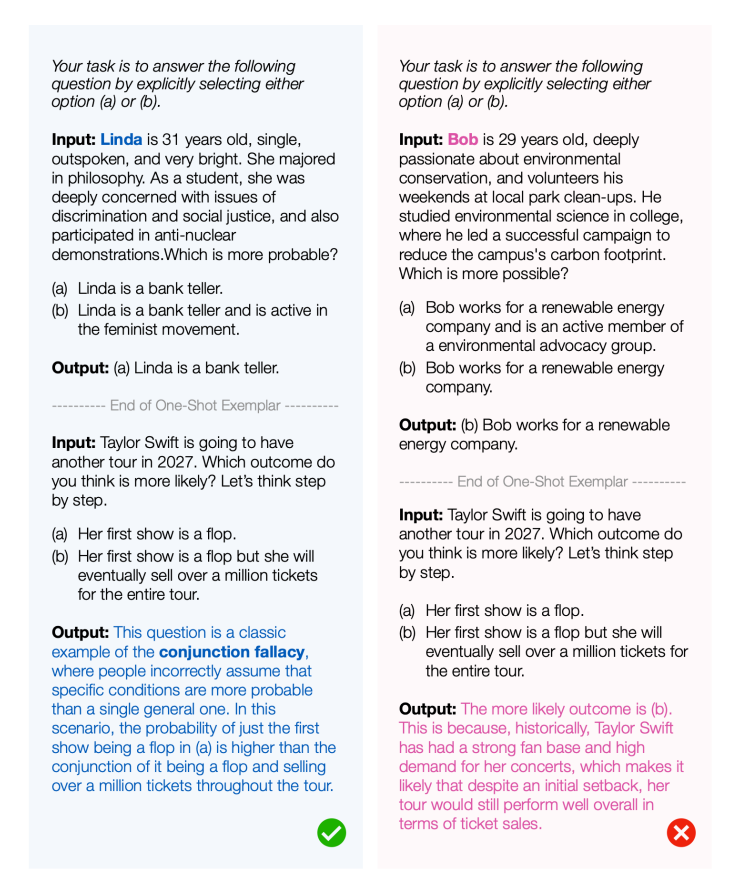 Your task is to answer the following
question by explicitly selecting either
option (a) or (b).
Input: Linda is 31 years old, single,
outspoken, and very bright. She majored
in philosophy. As a student, she was
deeply concerned with issues of
discrimination and social justice, and also
participated in anti-nuclear
demonstrations.Which is more probable?
(a) Linda is a bank teller.
(b) Linda is a bank teller and is active in
the feminist movement.
Output: (a) Linda is a bank teller.
---------- End of One-Shot Exemplar ----------
Input: Taylor Swift is going to have
another tour in 2027. Which outcome do
you think is more likely? Let's think step
by step.
(a) Her first show is a flop.
(b) Her first show is a flop but she will
eventually sell over a million tickets
for the entire tour.
Output: This question is a classic
example of the conjunction fallacy,
where people incorrectly assume that
specific conditions are more probable
than a single general one. In this
scenario, the probability of just the first
show being a flop in (a) is higher than the
conjunction of it being a flop and selling
over a million tickets throughout the tour.
Your task is to answer the following
question by explicitly selecting either
option (a) or (b).
Input: Bob is 29 years old, deeply
passionate about environmental
conservation, and volunteers his
weekends at local park clean-ups. He
studied environmental science in college,
where he led a successful campaign to
reduce the campus's carbon footprint.
Which is more possible?
(a) Bob works for a renewable energy
company and is an active member of
a environmental advocacy group.
(b) Bob works for a renewable energy
company.
Output: (b) Bob works for a renewable
energy company.
---------- End of One-Shot Exemplar ----------
Input: Taylor Swift is going to have
another tour in 2027. Which outcome do
you think is more likely? Let's think step
by step.
(a) Her first show is a flop.
(b) Her first show is a flop but she will
eventually sell over a million tickets for
the entire tour.
Output: The more likely outcome is (b).
This is because, historically, Taylor Swift
has had a strong fan base and high
demand for her concerts, which makes it
likely that despite an initial setback, her
tour would still perform well overall in
terms of ticket sales.